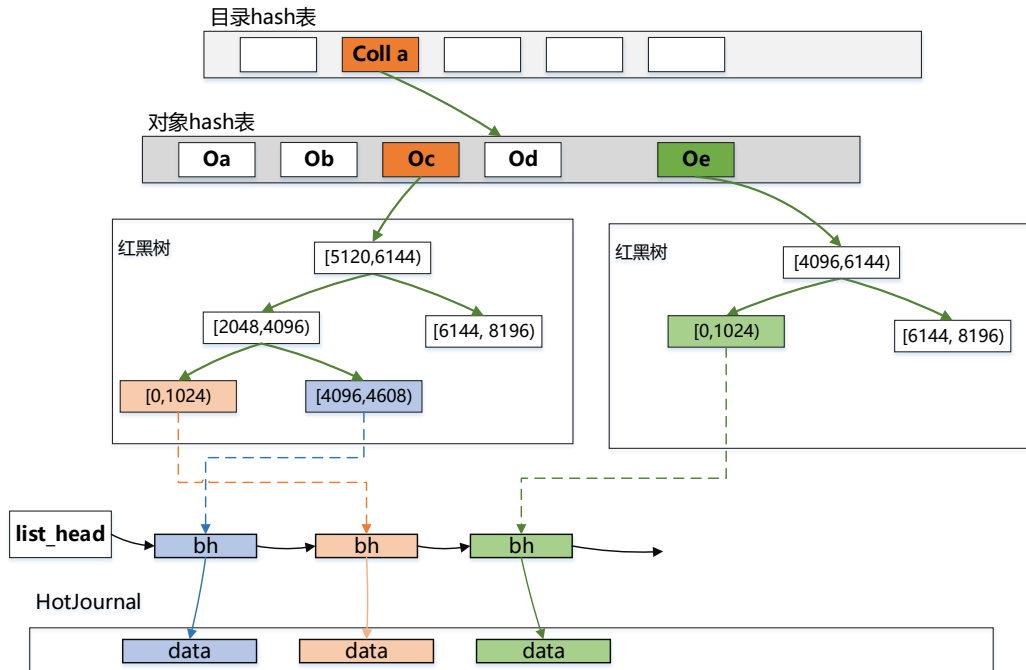 目录hash表
Coll a
对象hash表
Oa
Ob
Oc
Od
Oe
红黑树
[5120,6144)
[2048,4096)
[6144, 8196)
[0,1024)
[4096,4608)
红黑树
[4096,6144)
[0,1024)
[6144, 8196)
list_head
bh
bh
bh
HotJournal
data
data
data